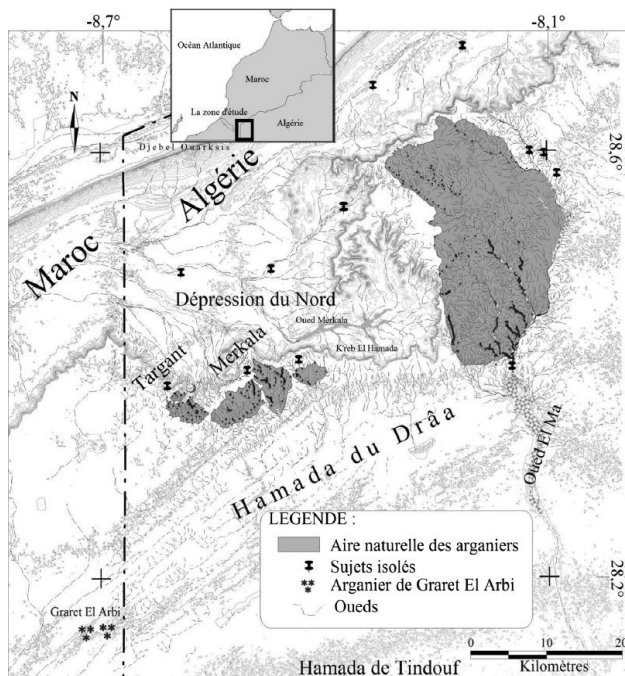 -8,7
-8,1
Océan Atlantique
Maroc
La zone d'étude
Algérie
N
Djebel Ouarksis
28,6°
Algérie
Maroc
Dépression du Nord
Oued Merkala
K'reb El Hamada
Merkala
Targant
Hamada du Drâa
Oued El Ma
LEGENDE :
Aire naturelle des arganiers
Sujets isolés
Arganier de Graret El Arbi
Oueds
28,2°
Graret El Arbi
0 10 20
Kilomètres
Hamada de Tindouf